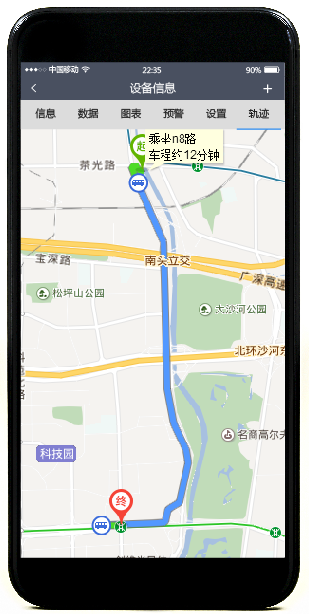 中国移动
22:35
90%
设备信息
信息 数据 图表 预警 设置 轨迹
起
乘坐n8路
车程约12分钟
茶光路
南头立交
宝深路
广深高速
松坪山公园
大沙河公园
北环沙河东
名商高尔夫
科技园
终